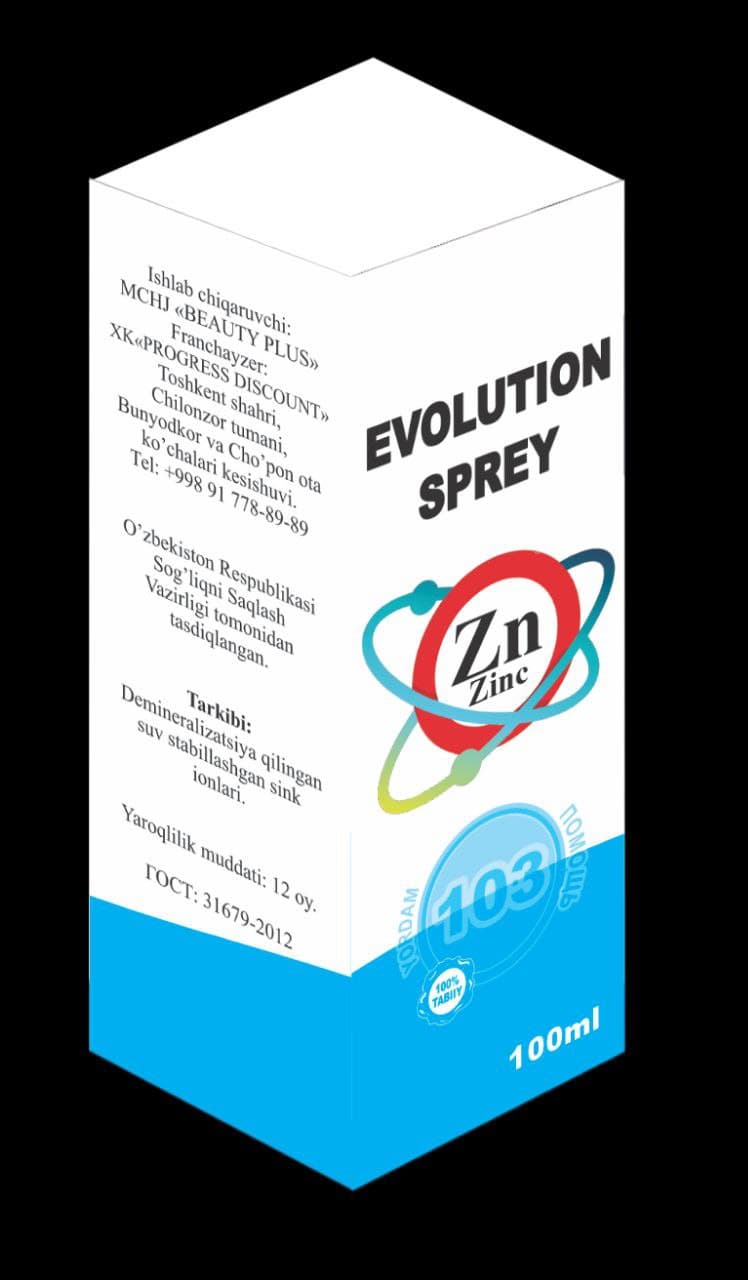 Ishlab chiqaruvchi:
MCHJ «BEAUTY PLUS»
Franchayzer:
XK«PROGRESS DISCOUNT»
Toshkent shahri,
Chilonzor tumani,
Bunyodkor va Cho’pon ota
ko’chalari kesishuvi.
Tel: +998 91 778-89-89
O’zbekiston Respublikasi
Sog’liqni Saqlash
Vazirligi tomonidan
tasdiqlangan.
Tarkibi:
Demineralizatsiya qilingan
suv stabillashgan sink
ionlari.
Yaroqlilik muddati: 12 oy.
ГОСТ: 31679-2012
EVOLUTION
SPREY
Zn
Zinc
YORDAM
103
ПОМОЩЬ
100%
TABIIY
100ml